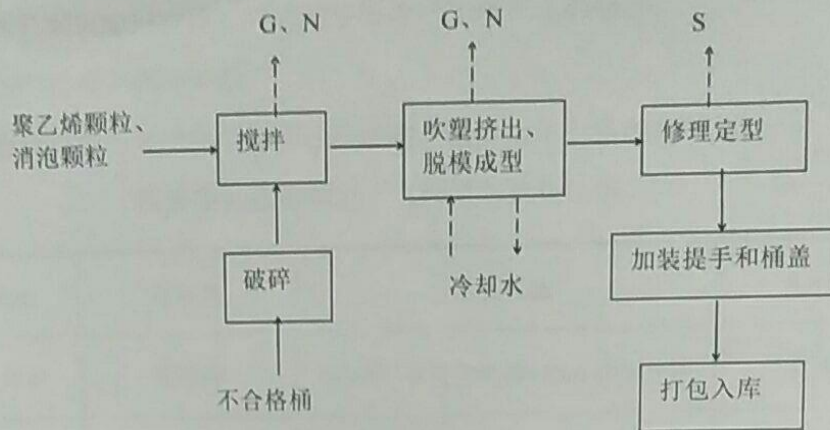 G、N
G、N
S
聚乙烯颗粒、
消泡颗粒
搅拌
吹塑挤出、
脱模成型
修理定型
破碎
冷却水
加装提手和桶盖
不合格桶
打包入库